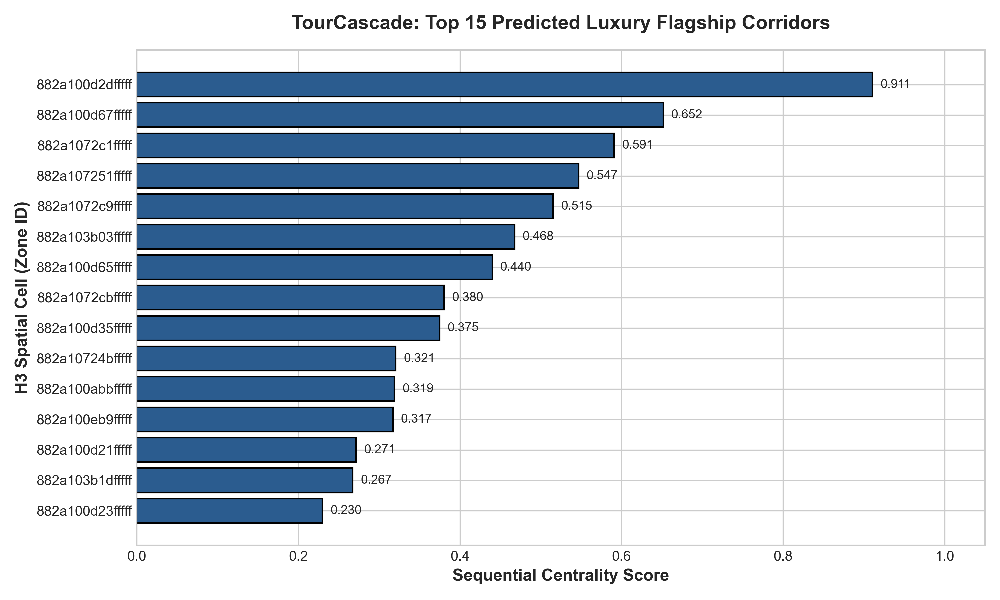 TourCascade: Top 15 Predicted Luxury Flagship Corridors
H3 Spatial Cell (Zone ID)
882a100d2dfffff 0.911
882a100d67fffff 0.652
882a1072c1fffff 0.591
882a107251fffff 0.547
882a1072c9fffff 0.515
882a103b03fffff 0.468
882a100d65fffff 0.440
882a1072cbfffff 0.380
882a100d35fffff 0.375
882a10724bfffff 0.321
882a100abbfffff 0.319
882a100eb9fffff 0.317
882a100d21fffff 0.271
882a103b1dfffff 0.267
882a100d23fffff 0.230
0.0 0.2 0.4 0.6 0.8 1.0
Sequential Centrality Score